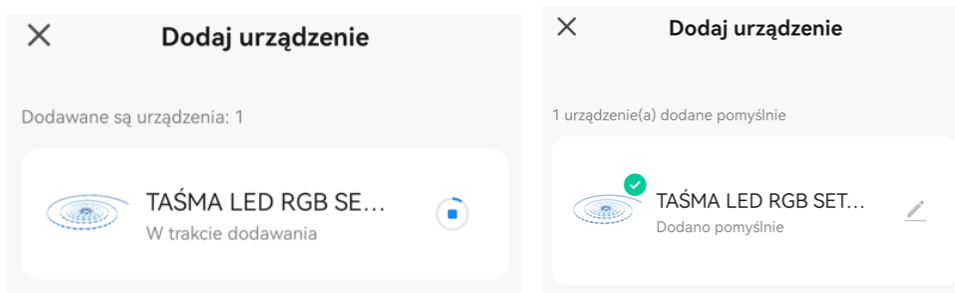 Dodaj urządzenie
Dodawane są urządzenia: 1
TAŚMA LED RGB SE...
W trakcie dodawania
Dodaj urządzenie
1 urządzenie(a) dodane pomyślnie
TAŚMA LED RGB SET...
Dodano pomyślnie